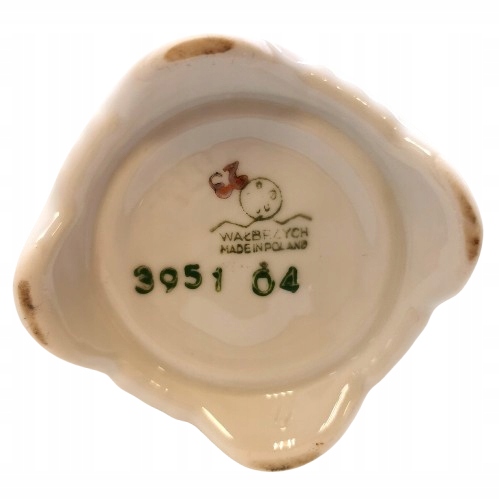 WAŁBRZYCH
MADE IN POLAND
3951 04